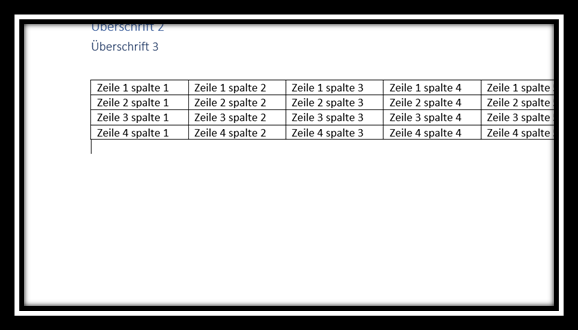 Überschrift 2
Überschrift 3
Zeile 1 spalte 1 Zeile 1 spalte 2 Zeile 1 spalte 3 Zeile 1 spalte 4 Zeile 1 spalte
Zeile 2 spalte 1 Zeile 2 spalte 2 Zeile 2 spalte 3 Zeile 2 spalte 4 Zeile 2 spalte
Zeile 3 spalte 1 Zeile 3 spalte 2 Zeile 3 spalte 3 Zeile 3 spalte 4 Zeile 3 spalte
Zeile 4 spalte 1 Zeile 4 spalte 2 Zeile 4 spalte 3 Zeile 4 spalte 4 Zeile 4 spalte